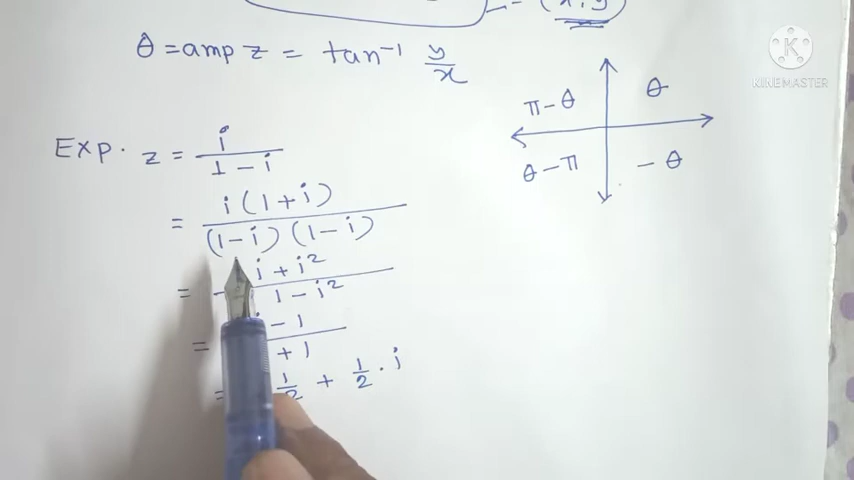 = (x, y)
θ = amp z = tan⁻¹ y/x
π-θ θ
θ-π -θ
Exp. z = i/(1-i)
= i(1+i)/(1-i)(1-i)
= i+i²/1-i²
= i-1/+1
= 1/2 + 1/2 . i
K
KINEMASTER